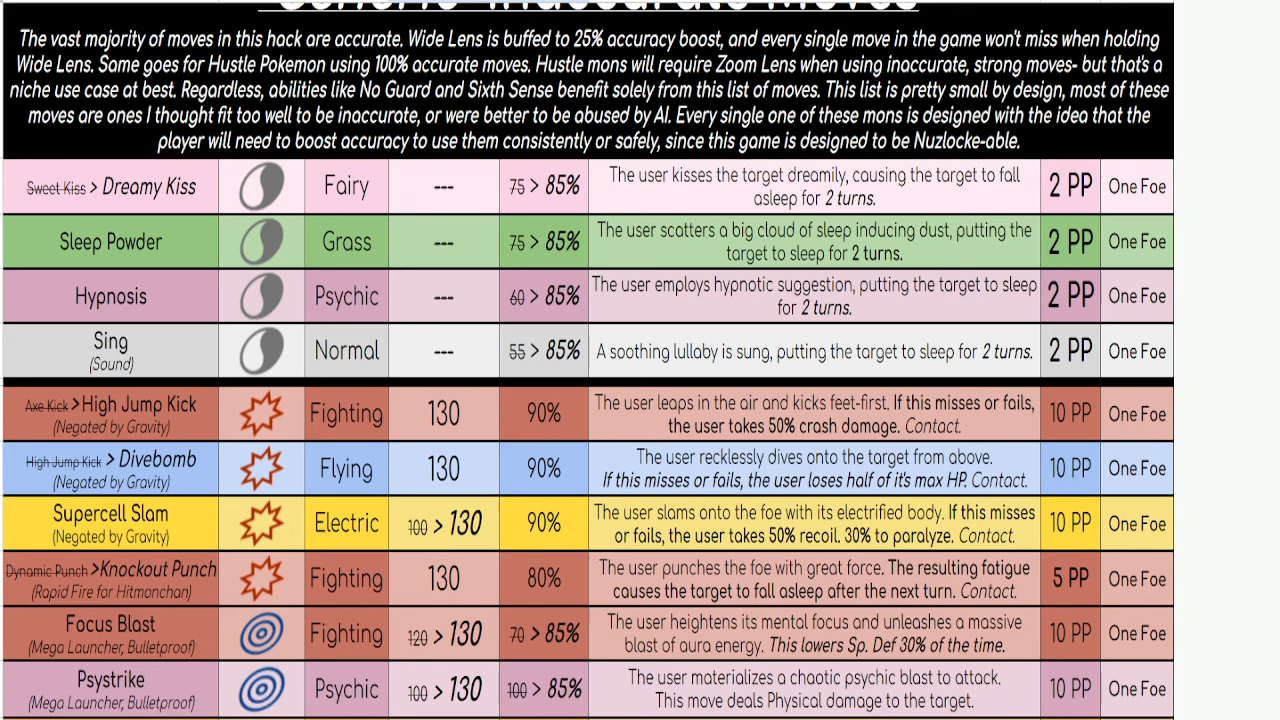 The vast majority of moves in this hack are accurate. Wide Lens is buffed to 25% accuracy boost, and every single move in the game won't miss when holding
Wide Lens. Same goes for Hustle Pokemon using 100% accurate moves. Hustle mons will require Zoom Lens when using inaccurate, strong moves- but that's a
niche use case at best. Regardless, abilities like No Guard and Sixth Sense benefit solely from this list of moves. This list is pretty small by design, most of these
moves are ones I thought fit too well to be inaccurate, or were better to be abused by AI. Every single one of these mons is designed with the idea that the
player will need to boost accuracy to use them consistently or safely, since this game is designed to be Nuzlocke-able.
Sweet Kiss > Dreamy Kiss Fairy --- 75 > 85% The user kisses the target dreamily, causing the target to fall
asleep for 2 turns. 2 PP One Foe
Sleep Powder Grass --- 75 > 85% The user scatters a big cloud of sleep inducing dust, putting the
target to sleep for 2 turns. 2 PP One Foe
Hypnosis Psychic --- 60 > 85% The user employs hypnotic suggestion, putting the target to sleep
for 2 turns. 2 PP One Foe
Sing
(Sound) Normal --- 55 > 85% A soothing lullaby is sung, putting the target to sleep for 2 turns. 2 PP One Foe
Axe Kick >High Jump Kick
(Negated by Gravity) Fighting 130 90% The user leaps in the air and kicks feet-first. If this misses or fails,
the user takes 50% crash damage. Contact. 10 PP One Foe
High Jump Kick > Divebomb
(Negated by Gravity) Flying 130 90% The user recklessly dives onto the target from above.
If this misses or fails, the user loses half of it's max HP. Contact. 10 PP One Foe
Supercell Slam
(Negated by Gravity) Electric 100 > 130 90% The user slams onto the foe with its electrified body. If this misses
or fails, the user takes 50% recoil. 30% to paralyze. Contact. 10 PP One Foe
Dynamic Punch >Knockout Punch
(Rapid Fire for Hitmonchan) Fighting 130 80% The user punches the foe with great force. The resulting fatigue
causes the target to fall asleep after the next turn. Contact. 5 PP One Foe
Focus Blast
(Mega Launcher, Bulletproof) Fighting 120 > 130 70 > 85% The user heightens its mental focus and unleashes a massive
blast of aura energy. This lowers Sp. Def 30% of the time. 10 PP One Foe
Psystrike
(Mega Launcher, Bulletproof) Psychic 100 > 130 100 > 85% The user materializes a chaotic psychic blast to attack.
This move deals Physical damage to the target. 10 PP One Foe